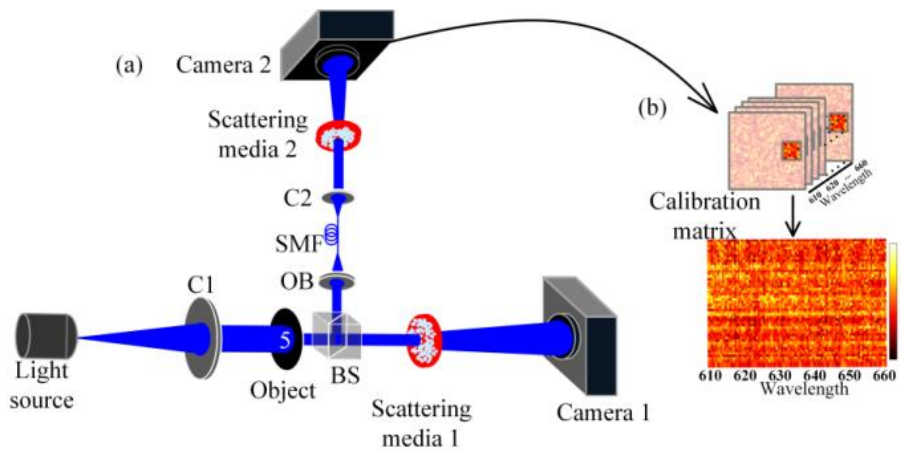 (a)
Camera 2
Scattering
media 2
C2
SMF
OB
C1
5
Light
source
Object
BS
Scattering
media 1
Camera 1
(b)
610 620 ... 660
Wavelength
Calibration
matrix
610 620 630 640 650 660
Wavelength